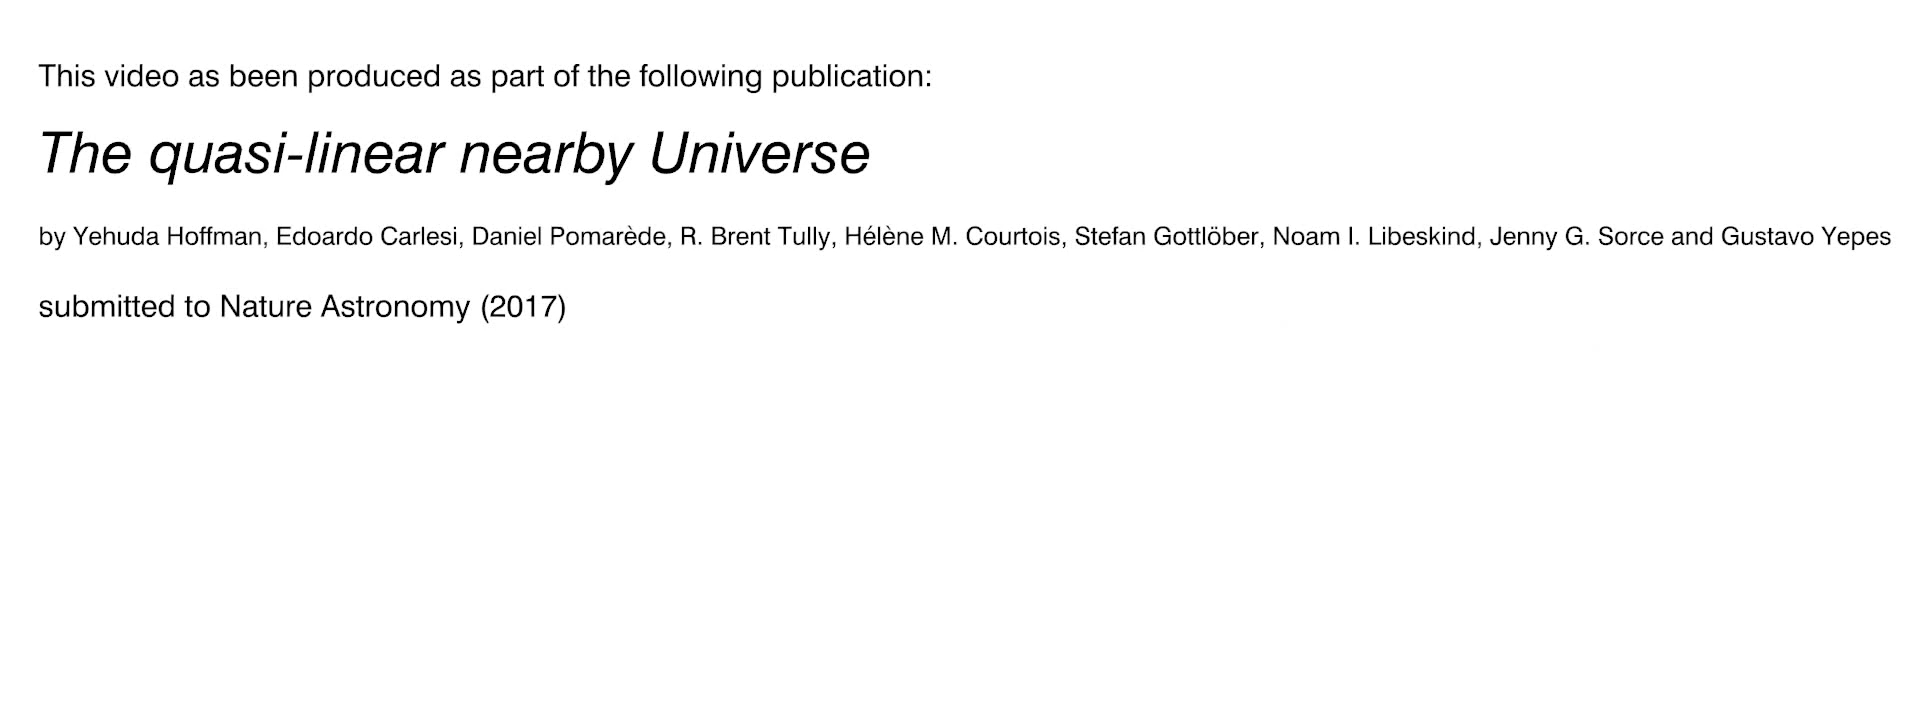 This video as been produced as part of the following publication:
The quasi-linear nearby Universe
by Yehuda Hoffman, Edoardo Carlesi, Daniel Pomarède, R. Brent Tully, Hélène M. Courtois, Stefan Gottlöber, Noam I. Libeskind, Jenny G. Sorce and Gustavo Yepes
submitted to Nature Astronomy (2017)